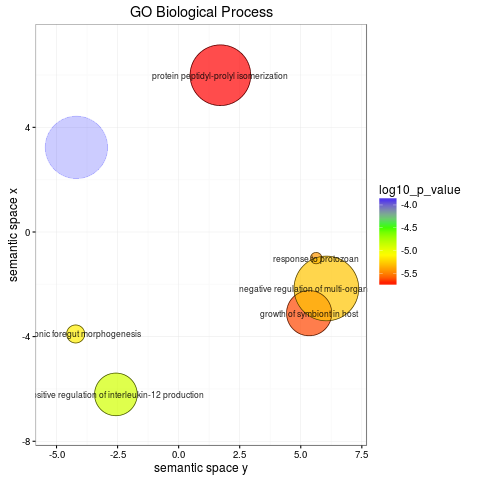 GO Biological Process
protein peptidyl-prolyl isomerization
response to protozoan
negative regulation of multi-organ
growth of symbiont in host
onic foregut morphogenesis
sitive regulation of interleukin-12 production
semantic space x
4
0
-4
-8
-5.0
-2.5
0.0
2.5
5.0
7.5
semantic space y
log10_p_value
-4.0
-4.5
-5.0
-5.5